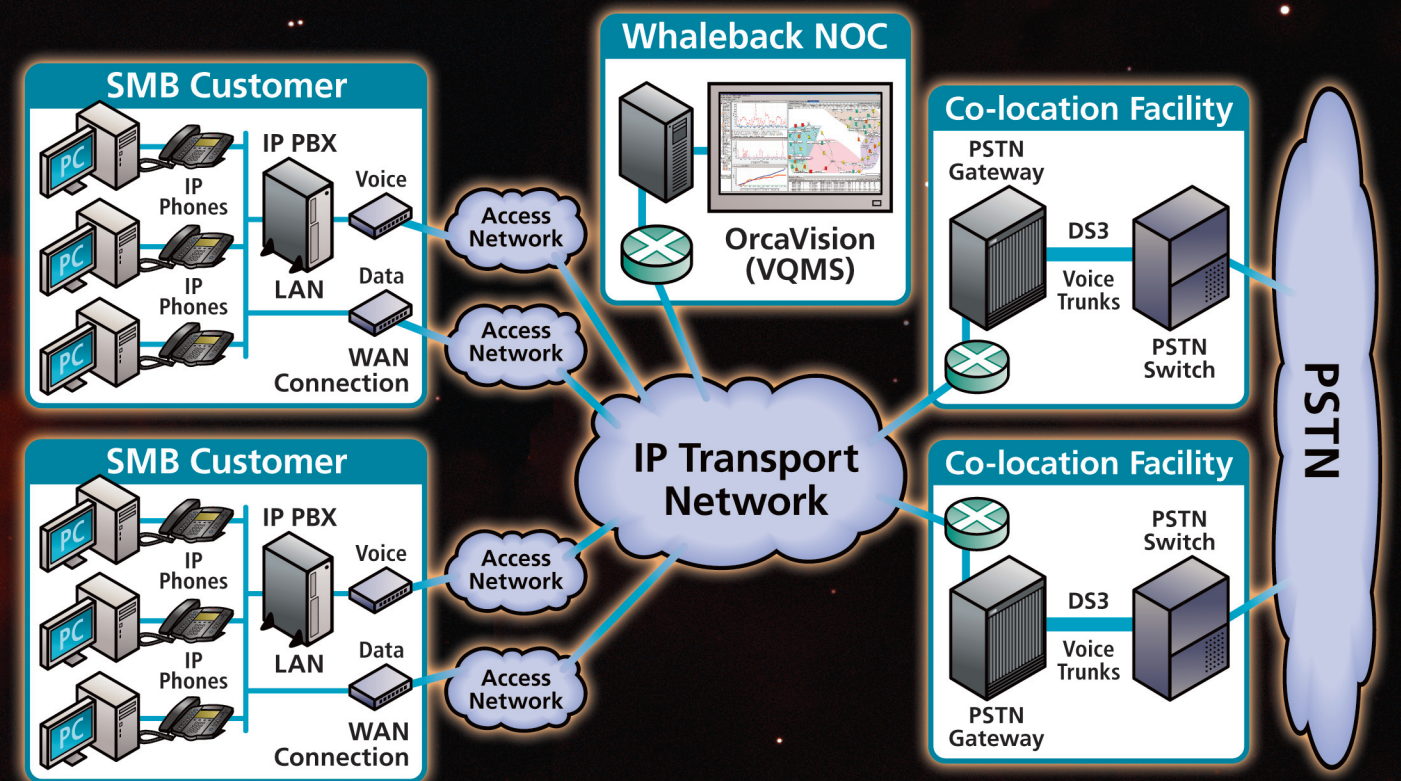 SMB Customer
PC
IP PBX
Voice
IP
Phones
PC
IP
Phones
LAN
Data
PC
WAN
Connection
Access
Network
Access
Network
SMB Customer
PC
IP PBX
Voice
IP
Phones
PC
IP
Phones
LAN
Data
PC
WAN
Connection
Access
Network
Access
Network
Whaleback NOC
OrcaVision
(VQMS)
IP Transport
Network
Co-location Facility
PSTN
Gateway
DS3
Voice
Trunks
PSTN
Switch
Co-location Facility
PSTN
Switch
DS3
Voice
Trunks
PSTN
Gateway
PSTN